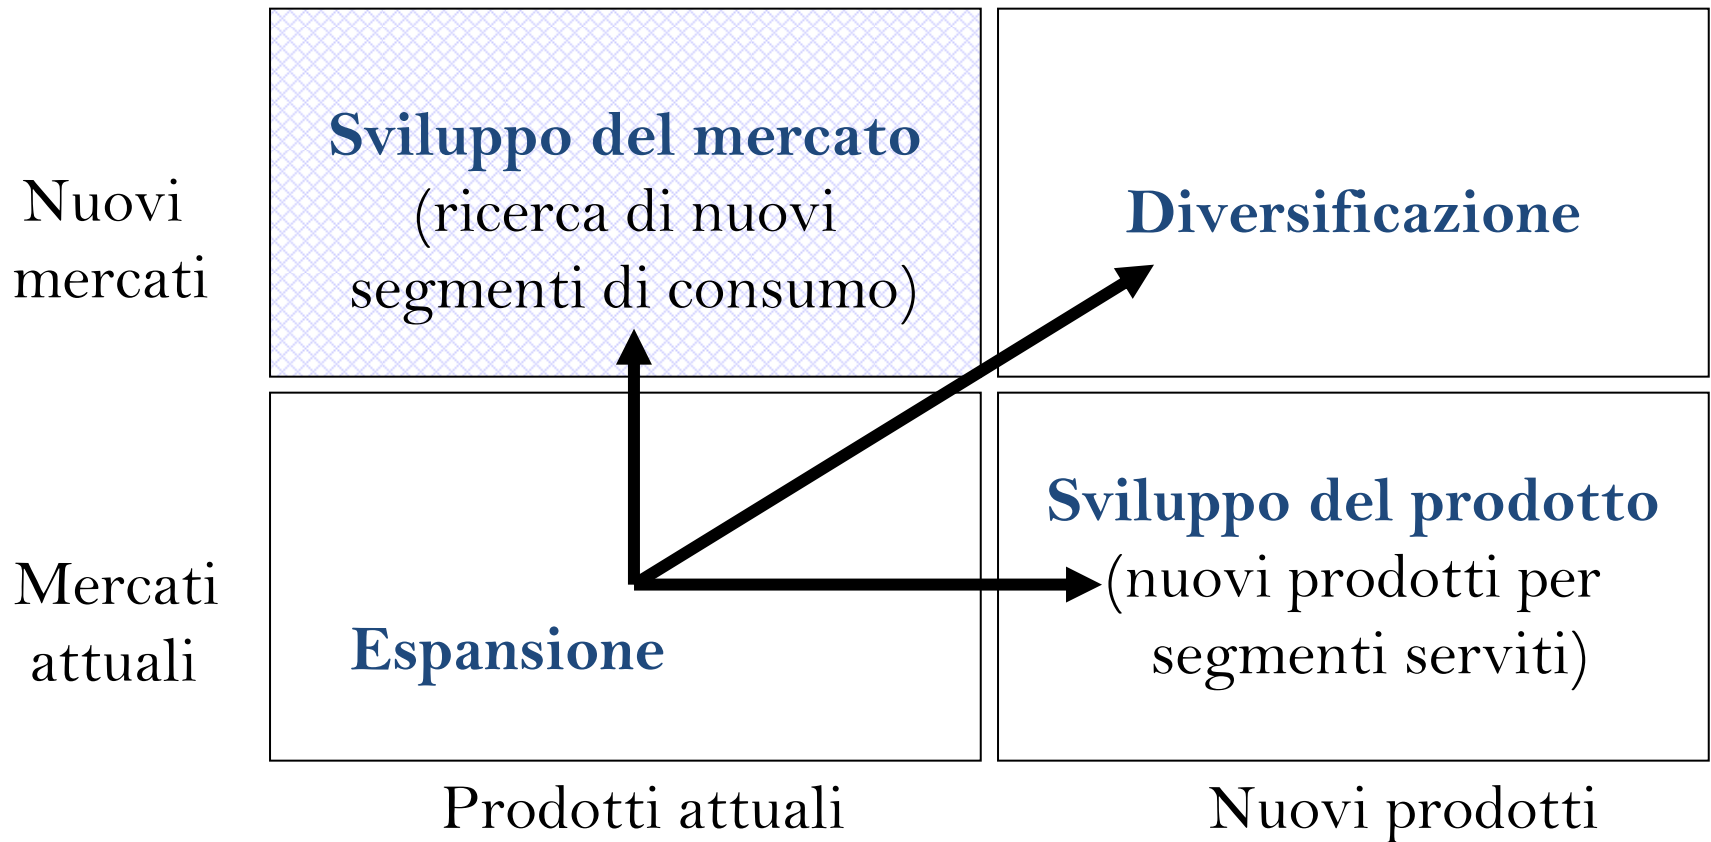 Nuovi
mercati
Sviluppo del mercato
(ricerca di nuovi
segmenti di consumo)
Diversificazione
Mercati
attuali
Espansione
Sviluppo del prodotto
(nuovi prodotti per
segmenti serviti)
Prodotti attuali
Nuovi prodotti